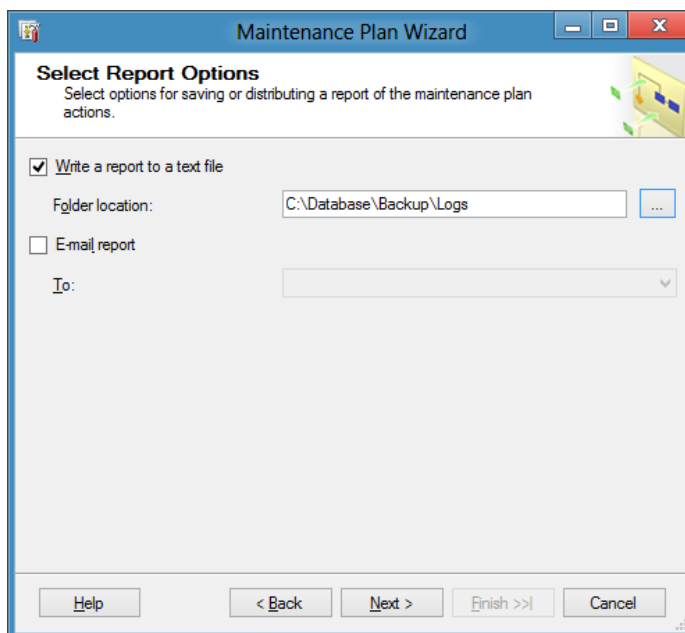 Maintenance Plan Wizard
Select Report Options
Select options for saving or distributing a report of the maintenance plan
actions.
Write a report to a text file
Folder location: C:\Database\Backup\Logs ...
E-mail report
To:
Help < Back Next > Finish >>| Cancel